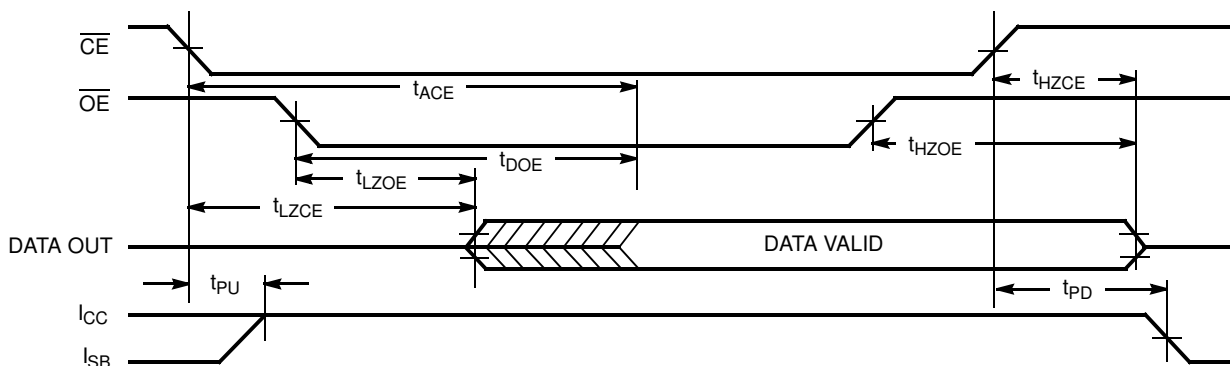 CE
tACE
tHZCE
OE
tHZOE
tDOE
tLZOE
tLZCE
DATA OUT
DATA VALID
tPU
tPD
ICC
ISB